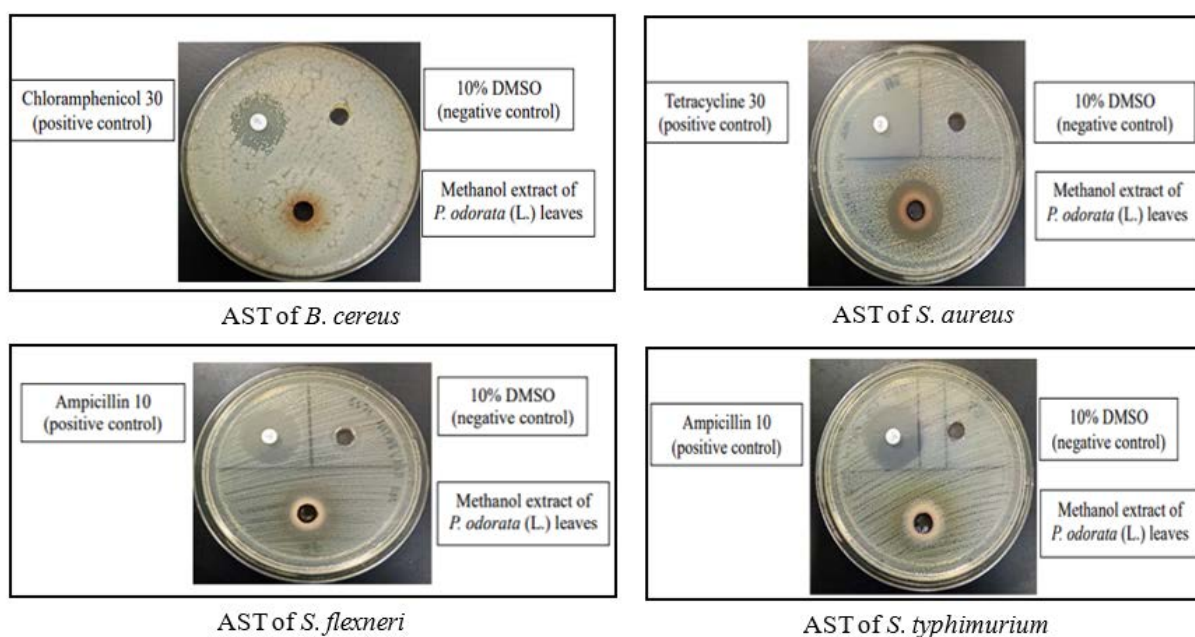 Chloramphenicol 30
(positive control)
10% DMSO
(negative control)
Methanol extract of
P. odorata (L.) leaves
AST of B. cereus
Tetracycline 30
(positive control)
10% DMSO
(negative control)
Methanol extract of
P. odorata (L.) leaves
AST of S. aureus
Ampicillin 10
(positive control)
10% DMSO
(negative control)
Methanol extract of
P. odorata (L.) leaves
AST of S. flexneri
Ampicillin 10
(positive control)
10% DMSO
(negative control)
Methanol extract of
P. odorata (L.) leaves
AST of S. typhimurium